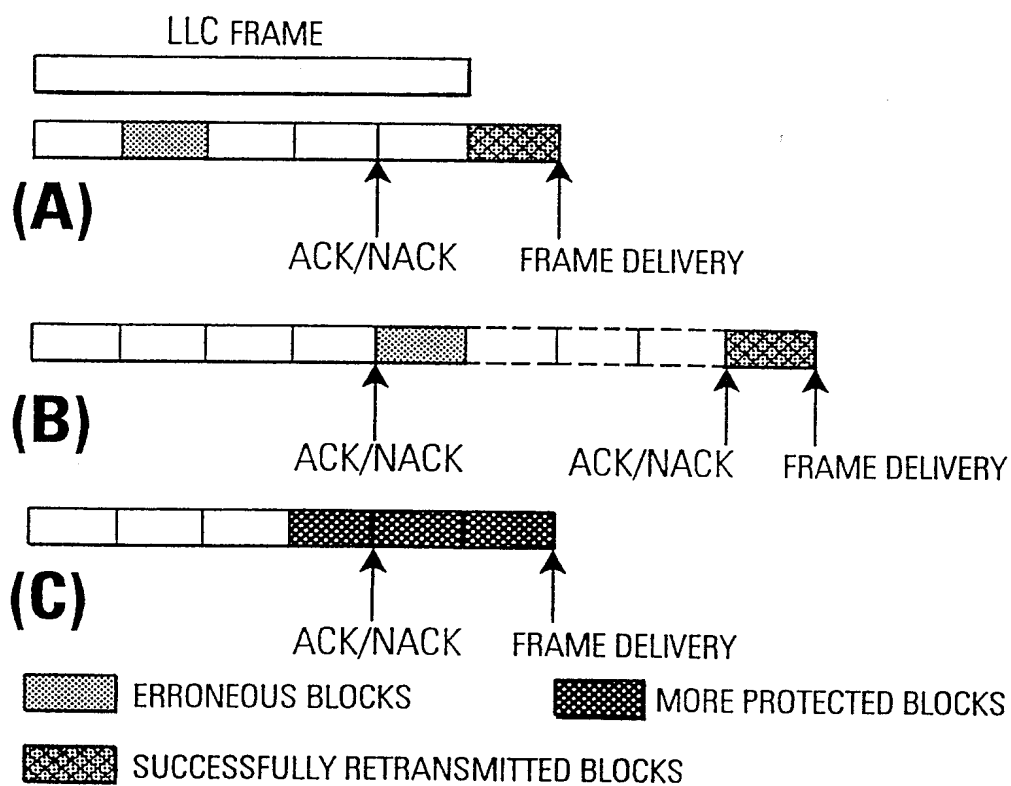 LLC FRAME
(A)
ACK/NACK FRAME DELIVERY
(B)
ACK/NACK ACK/NACK FRAME DELIVERY
(C)
ACK/NACK FRAME DELIVERY
ERRONEOUS BLOCKS MORE PROTECTED BLOCKS
SUCCESSFULLY RETRANSMITTED BLOCKS